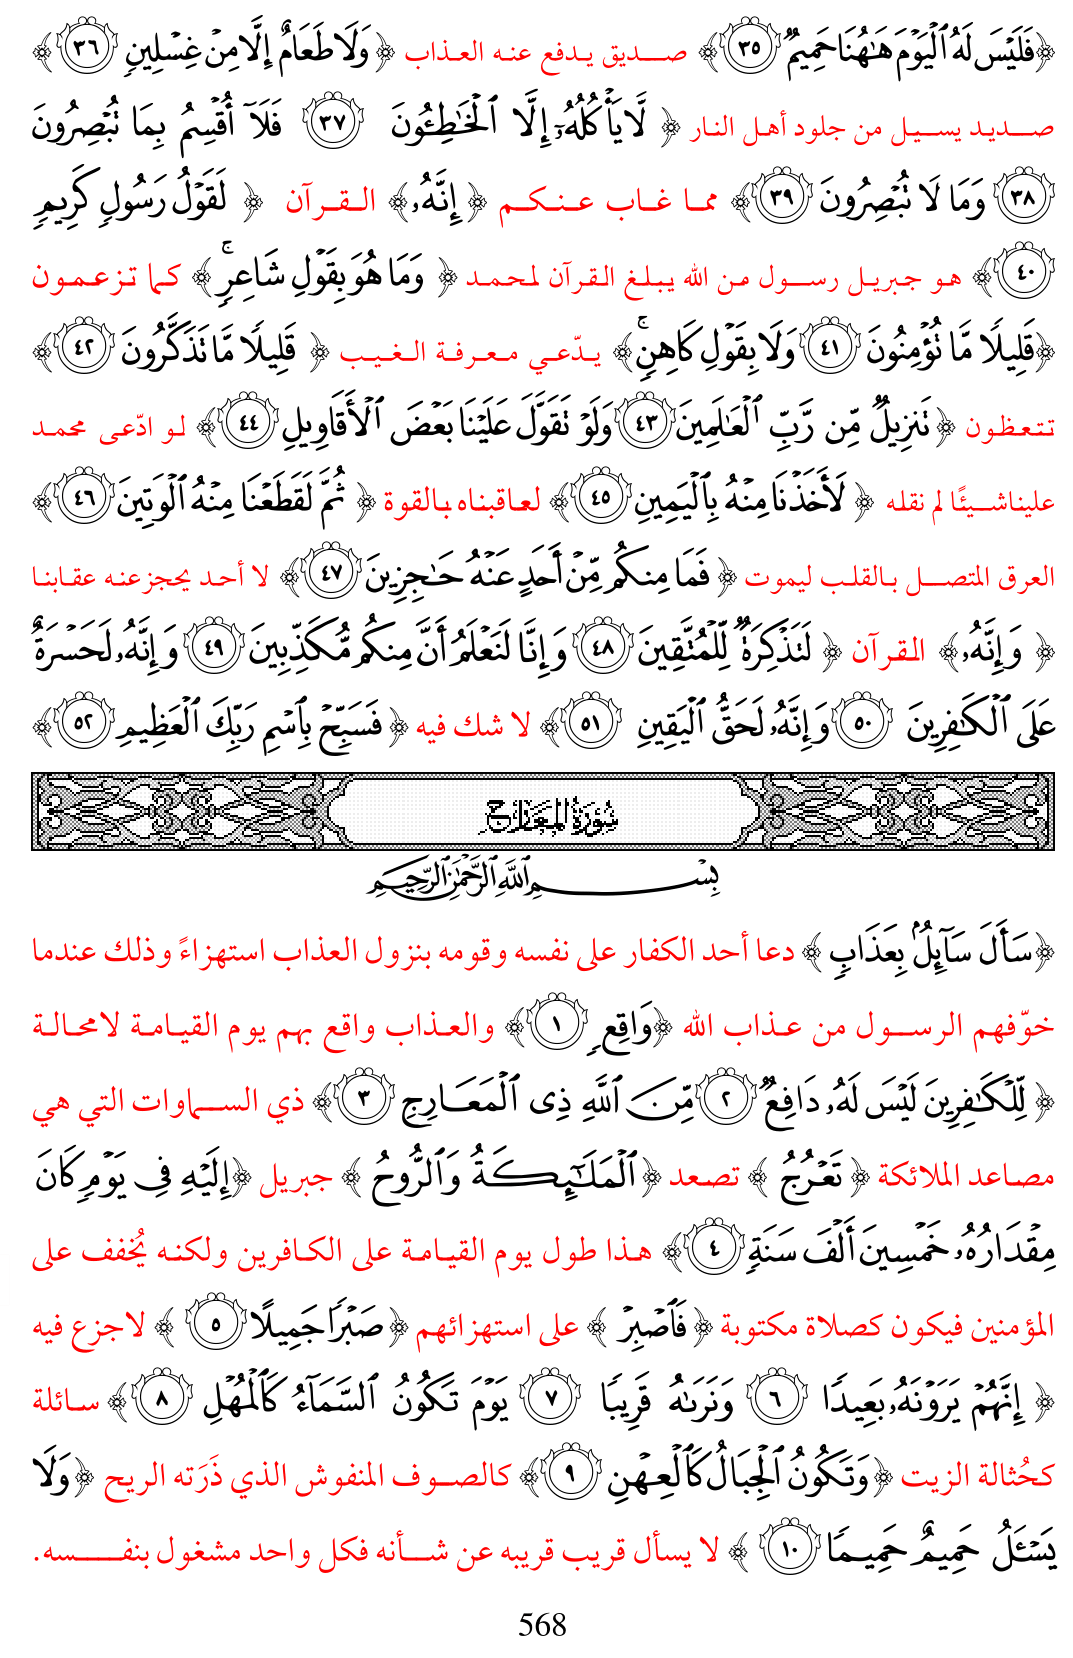 ﴿فَلَيْسَ لَهُ ٱلْيَوْمَ هَـٰهُنَا حَمِيمٌ ٣٥﴾ صديق يدفع عنه العذاب ﴿وَلَا طَعَامٌ إِلَّا مِنْ غِسْلِينٍ ٣٦﴾
صديد يسيل من جلود أهل النار ﴿لَّا يَأْكُلُهُۥٓ إِلَّا ٱلْخَـٰطِـُٔونَ ٣٧ فَلَآ أُقْسِمُ بِمَا تُبْصِرُونَ
٣٨ وَمَا لَا تُبْصِرُونَ ٣٩﴾ مما غاب عنكم ﴿إِنَّهُۥ﴾ القرآن ﴿لَقَوْلُ رَسُولٍ كَرِيمٍ
٤٠﴾ هو جبريل رسول من الله يبلغ القرآن لمحمد ﴿وَمَا هُوَ بِقَوْلِ شَاعِرٍ ۚ﴾ كما تزعمون
﴿قَلِيلًا مَّا تُؤْمِنُونَ ٤١ وَلَا بِقَوْلِ كَاهِنٍ ۚ﴾ يدّعي معرفة الغيب ﴿قَلِيلًا مَّا تَذَكَّرُونَ ٤٢﴾
تتعظون ﴿تَنزِيلٌ مِّن رَّبِّ ٱلْعَـٰلَمِينَ ٤٣ وَلَوْ تَقَوَّلَ عَلَيْنَا بَعْضَ ٱلْأَقَاوِيلِ ٤٤﴾ لو ادّعى محمد
علينا شيئًا لم نقله ﴿لَأَخَذْنَا مِنْهُ بِٱلْيَمِينِ ٤٥﴾ لعاقبناه بالقوة ﴿ثُمَّ لَقَطَعْنَا مِنْهُ ٱلْوَتِينَ ٤٦﴾
العرق المتصل بالقلب ليموت ﴿فَمَا مِنكُم مِّنْ أَحَدٍ عَنْهُ حَـٰجِزِينَ ٤٧﴾ لا أحد يحجز عنه عقابنا
﴿وَإِنَّهُۥ﴾ القرآن ﴿لَتَذْكِرَةٌ لِّلْمُتَّقِينَ ٤٨ وَإِنَّا لَنَعْلَمُ أَنَّ مِنكُم مُّكَذِّبِينَ ٤٩ وَإِنَّهُۥ لَحَسْرَةٌ
عَلَى ٱلْكَـٰفِرِينَ ٥٠ وَإِنَّهُۥ لَحَقُّ ٱلْيَقِينِ ٥١﴾ لا شك فيه ﴿فَسَبِّحْ بِٱسْمِ رَبِّكَ ٱلْعَظِيمِ ٥٢﴾
سُورَةُ المَعَارِج
بِسْمِ ٱللَّهِ ٱلرَّحْمَـٰنِ ٱلرَّحِيمِ
﴿سَأَلَ سَآئِلٌۢ بِعَذَابٍ﴾ دعا أحد الكفار على نفسه وقومه بنزول العذاب استهزاءً وذلك عندما
خوّفهم الرسول من عذاب الله ﴿وَاقِعٍ ١﴾ والعذاب واقع بهم يوم القيامة لامحالة
﴿لِّلْكَـٰفِرِينَ لَيْسَ لَهُۥ دَافِعٌ ٢ مِّنَ ٱللَّهِ ذِى ٱلْمَعَارِجِ ٣﴾ ذي السماوات التي هي
مصاعد الملائكة ﴿تَعْرُجُ﴾ تصعد ﴿ٱلْمَلَـٰٓئِكَةُ وَٱلرُّوحُ﴾ جبريل ﴿إِلَيْهِ فِى يَوْمٍ كَانَ
مِقْدَارُهُۥ خَمْسِينَ أَلْفَ سَنَةٍ ٤﴾ هذا طول يوم القيامة على الكافرين ولكنه يُخفف على
المؤمنين فيكون كصلاة مكتوبة ﴿فَٱصْبِرْ﴾ على استهزائهم ﴿صَبْرًا جَمِيلًا ٥﴾ لاجزع فيه
﴿إِنَّهُمْ يَرَوْنَهُۥ بَعِيدًا ٦ وَنَرَىٰهُ قَرِيبًا ٧ يَوْمَ تَكُونُ ٱلسَّمَآءُ كَٱلْمُهْلِ ٨﴾ سائلة
كحُثالة الزيت ﴿وَتَكُونُ ٱلْجِبَالُ كَٱلْعِهْنِ ٩﴾ كالصوف المنفوش الذي ذَرَته الريح ﴿وَلَا
يَسْـَٔلُ حَمِيمٌ حَمِيمًا ١٠﴾ لا يسأل قريب قريبه عن شأنه فكل واحد مشغول بنفسه.
568